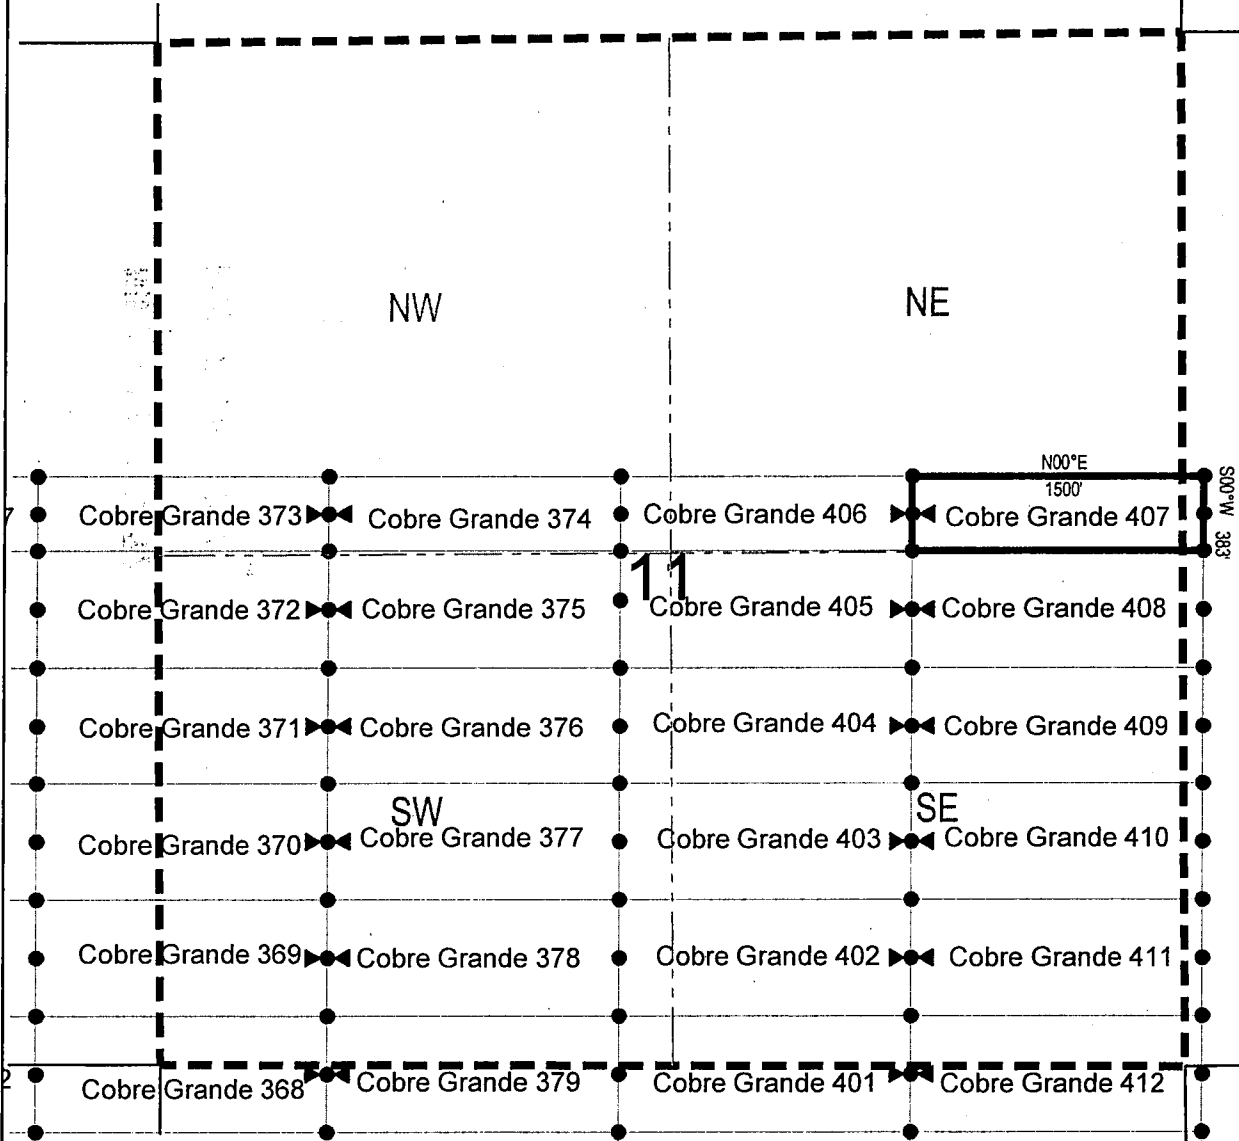 NW
NE
N00°E
1500'
S00°W 383'
7
Cobre Grande 373
Cobre Grande 374
Cobre Grande 406
Cobre Grande 407
11
Cobre Grande 372
Cobre Grande 375
Cobre Grande 405
Cobre Grande 408
Cobre Grande 371
Cobre Grande 376
Cobre Grande 404
Cobre Grande 409
SW
SE
Cobre Grande 370
Cobre Grande 377
Cobre Grande 403
Cobre Grande 410
Cobre Grande 369
Cobre Grande 378
Cobre Grande 402
Cobre Grande 411
2
Cobre Grande 368
Cobre Grande 379
Cobre Grande 401
Cobre Grande 412